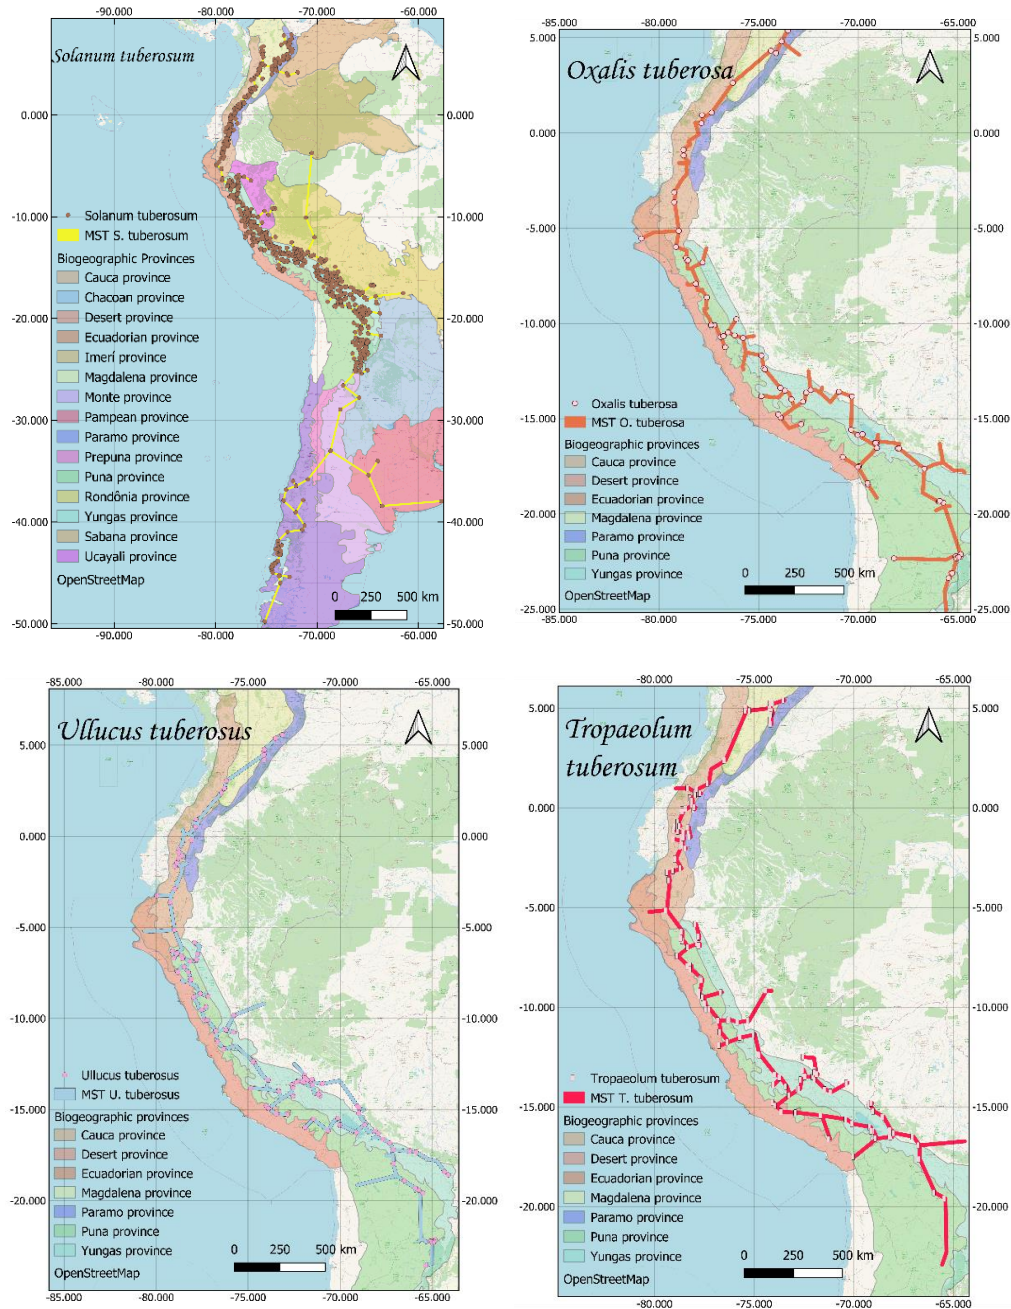 -90.000 -80.000 -70.000 -60.000
Solanum tuberosum
0.000 0.000
-10.000 -10.000
-20.000 -20.000
-30.000 -30.000
-40.000 -40.000
-50.000 -50.000
Solanum tuberosum
MST S. tuberosum
Biogeographic Provinces
Cauca province
Chacoan province
Desert province
Ecuadorian province
Imerí province
Magdalena province
Monte province
Pampean province
Paramo province
Prepuna province
Puna province
Rondônia province
Yungas province
Sabana province
Ucayali province
OpenStreetMap
0 250 500 km
-90.000 -80.000 -70.000 -60.000
-85.000 -80.000 -75.000 -70.000 -65.000
Oxalis tuberosa
5.000 5.000
0.000 0.000
-5.000 -5.000
-10.000 -10.000
-15.000 -15.000
-20.000 -20.000
-25.000 -25.000
Oxalis tuberosa
MST O. tuberosa
Biogeographic provinces
Cauca province
Desert province
Ecuadorian province
Magdalena province
Paramo province
Puna province
Yungas province
OpenStreetMap
0 250 500 km
-85.000 -80.000 -75.000 -70.000 -65.000
-85.000 -80.000 -75.000 -70.000 -65.000
Ullucus tuberosus
5.000 5.000
0.000 0.000
-5.000 -5.000
-10.000 -10.000
-15.000 -15.000
-20.000 -20.000
Ullucus tuberosus
MST U. tuberosus
Biogeographic provinces
Cauca province
Desert province
Ecuadorian province
Magdalena province
Paramo province
Puna province
Yungas province
OpenStreetMap
0 250 500 km
-85.000 -80.000 -75.000 -70.000 -65.000
-80.000 -75.000 -70.000 -65.000
Tropaeolum
tuberosum
5.000 5.000
0.000 0.000
-5.000 -5.000
-10.000 -10.000
-15.000 -15.000
-20.000 -20.000
Tropaeolum tuberosum
MST T. tuberosum
Biogeographic provinces
Cauca province
Desert province
Ecuadorian province
Magdalena province
Paramo province
Puna province
Yungas province
OpenStreetMap
0 250 500 km
-80.000 -75.000 -70.000 -65.000